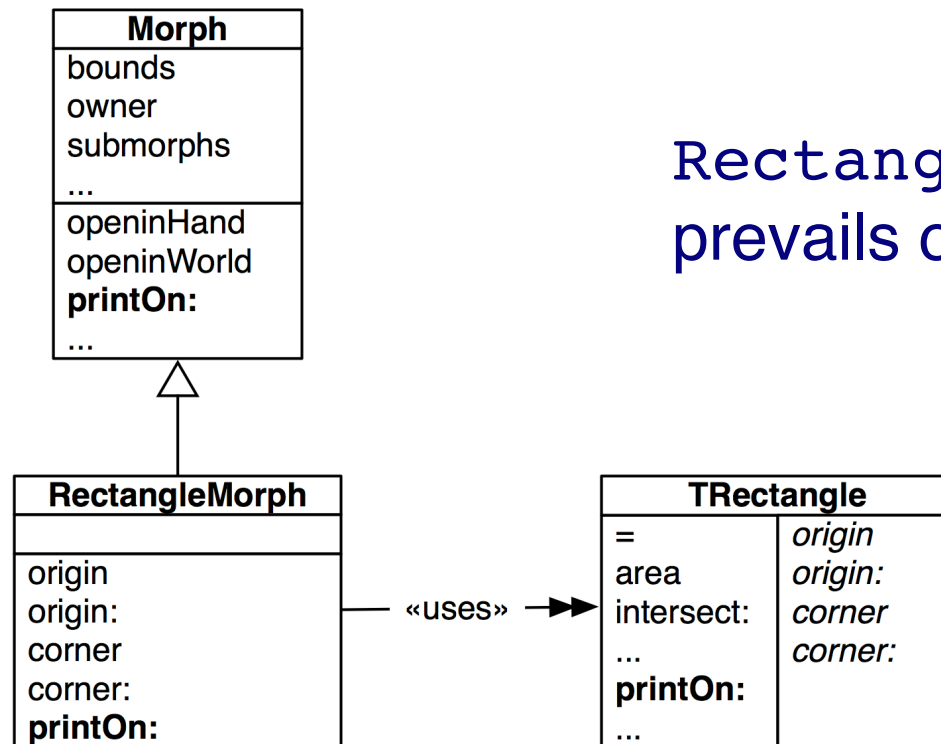 Morph
bounds
owner
submorphs
...
openinHand
openinWorld
printOn:
...
prevails
RectangleMorph
origin
origin:
corner
corner:
printOn:
«uses»
TRectangle
=
area
intersect:
...
printOn:
...
origin
origin:
corner
corner: